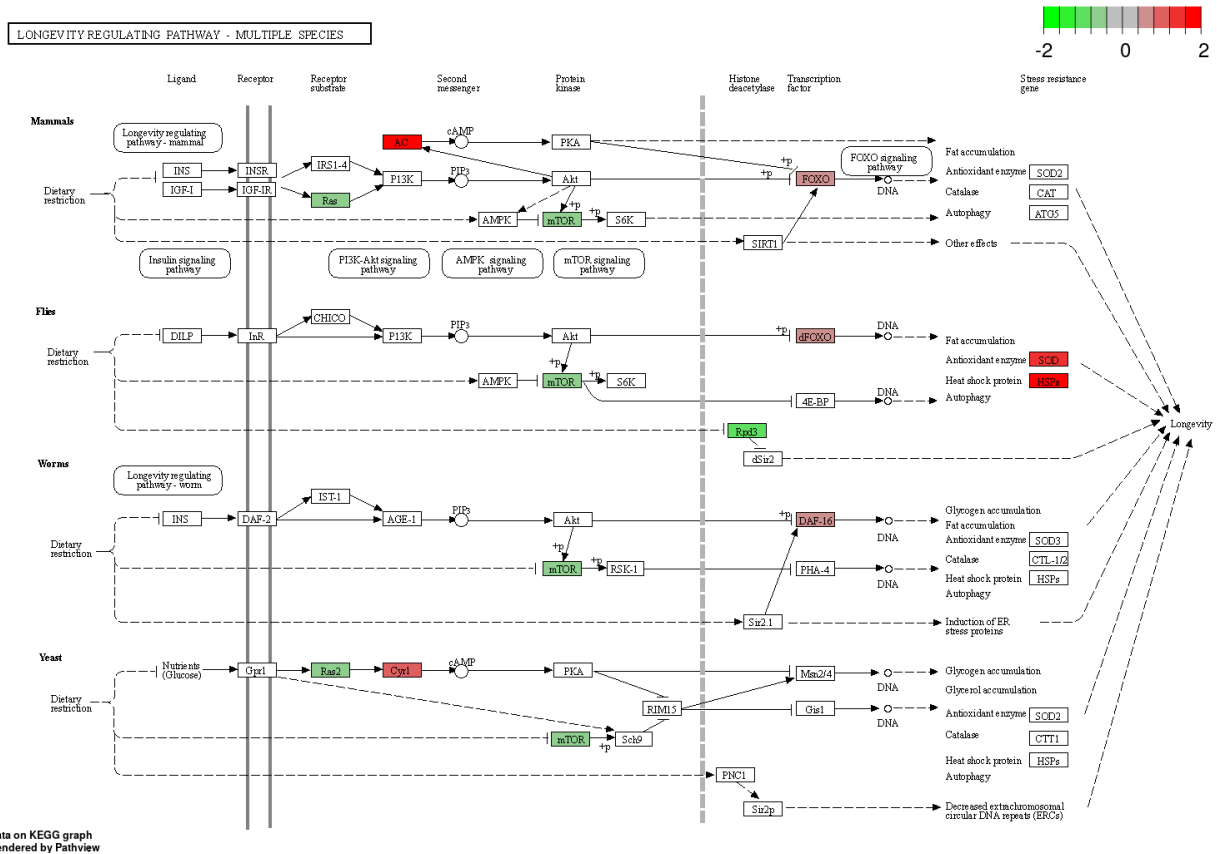 LONGEVITY REGULATING PATHWAY - MULTIPLE SPECIES
-2 0 2
Ligand
Receptor
Receptor
substrate
Second
messenger
Protein
kinase
Histone
deacetylase
Transcription
factor
Stress resistance
gene
Mammals
Longevity regulating
pathway - mammal
AC
cAMP
PKA
+p
FOXO signaling
pathway
Fat accumulation
INS
INSR
IRS1-4
P13K
PIP3
Akt
+p
FOXO
DNA
Antioxidant enzyme
SOD2
IGF-I
IGF-IR
Ras
Catalase
CAT
Dietary
restriction
AMPK
+p
mTOR
+p
S6K
Autophagy
ATG5
SIRT1
Other effects
Insulin signaling
pathway
PI3K-Akt signaling
pathway
AMPK signaling
pathway
mTOR signaling
pathway
Flies
DILP
InR
CHICO
P13K
PIP3
Akt
+p
dFOXO
DNA
Fat accumulation
Dietary
restriction
Antioxidant enzyme
SOD
AMPK
+p
mTOR
+p
S6K
Heat shock protein
HSPs
4E-BP
DNA
Autophagy
Rpd3
dSir2
Longevity
Worms
Longevity regulating
pathway - worm
INS
DAF-2
IST-1
AGE-1
PIP3
Akt
+p
DAF-16
DNA
Glycogen accumulation
Fat accumulation
Antioxidant enzyme
SOD3
Dietary
restriction
+p
mTOR
+p
RSK-1
PHA-4
DNA
Catalase
CTL-1/2
Heat shock protein
HSPs
Autophagy
Sir2.1
Induction of ER
stress proteins
Yeast
Nutrients
(Glucose)
Gpr1
Ras2
Cyr1
cAMP
PKA
Msn2/4
DNA
Glycogen accumulation
Glycerol accumulation
Dietary
restriction
RIM15
Gis1
DNA
Antioxidant enzyme
SOD2
mTOR
+p
Sch9
Catalase
CTT1
Heat shock protein
HSPs
PNC1
Autophagy
Sir2p
Decreased extrachromosomal
circular DNA repeats (ERCs)
ata on KEGG graph
endered by Pathview